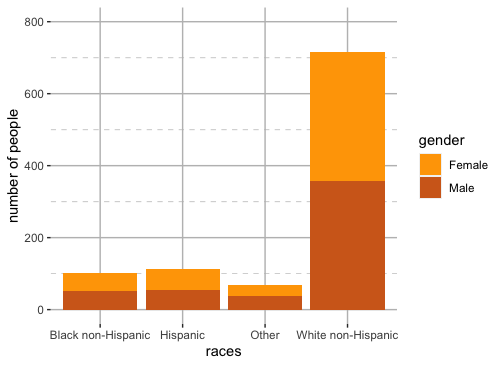 800
600
400
200
0
number of people
Black non-Hispanic
Hispanic
Other
White non-Hispanic
races
gender
Female
Male